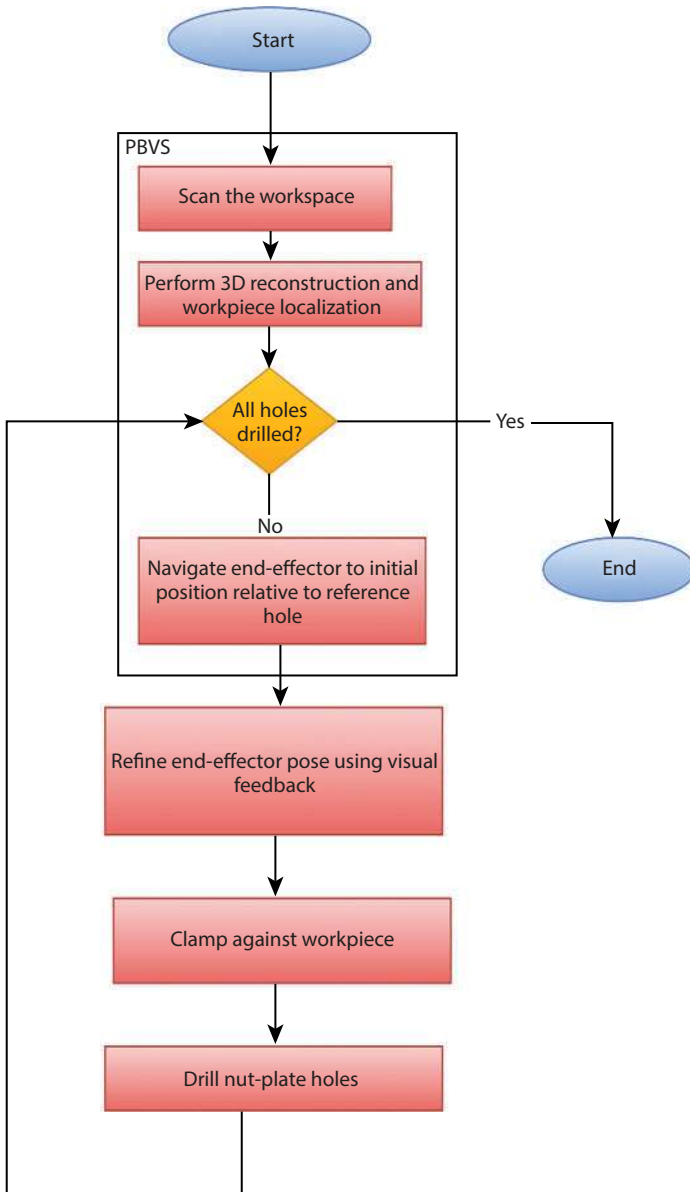 Start
PBVS
Scan the workspace
Perform 3D reconstruction and
workpiece localization
All holes
drilled?
Yes
No
Navigate end-effector to initial
position relative to reference
hole
End
Refine end-effector pose using visual
feedback
Clamp against workpiece
Drill nut-plate holes